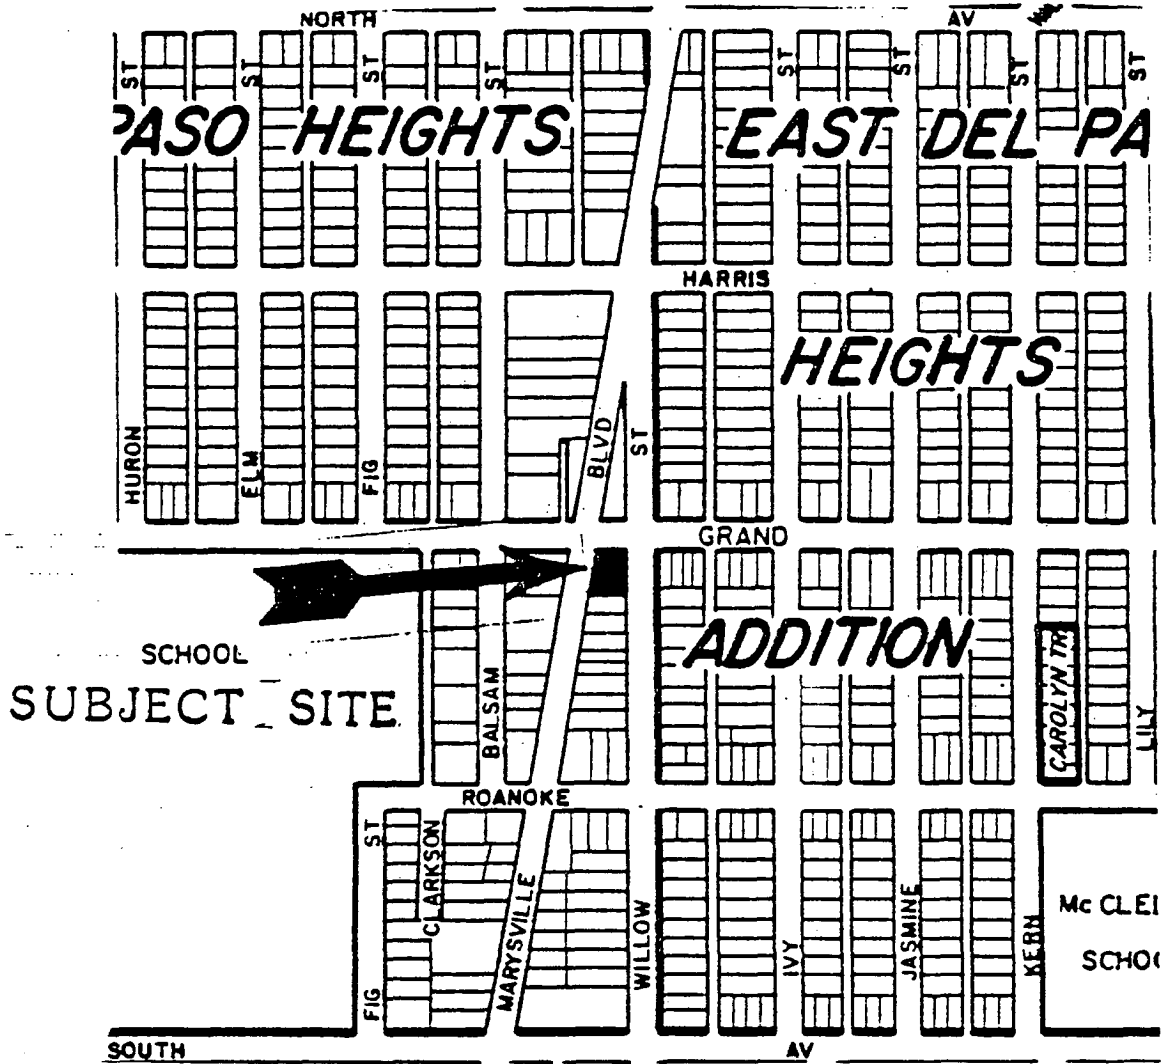 NORTH AV
ST ST ST ST ST ST ST ST
PASO HEIGHTS EAST DEL PA
HARRIS
HEIGHTS
HURON ELM FIG BLVD ST
GRAND
SCHOOL
ADDITION
SUBJECT SITE
BALSAM
CAROLYN TR
LILY
ROANOKE
ST
CLARKSON
MARYSVILLE
WILLOW
IVY
JASMINE
KERN
Mc CLEL
SCHOO
FIG
SOUTH AV